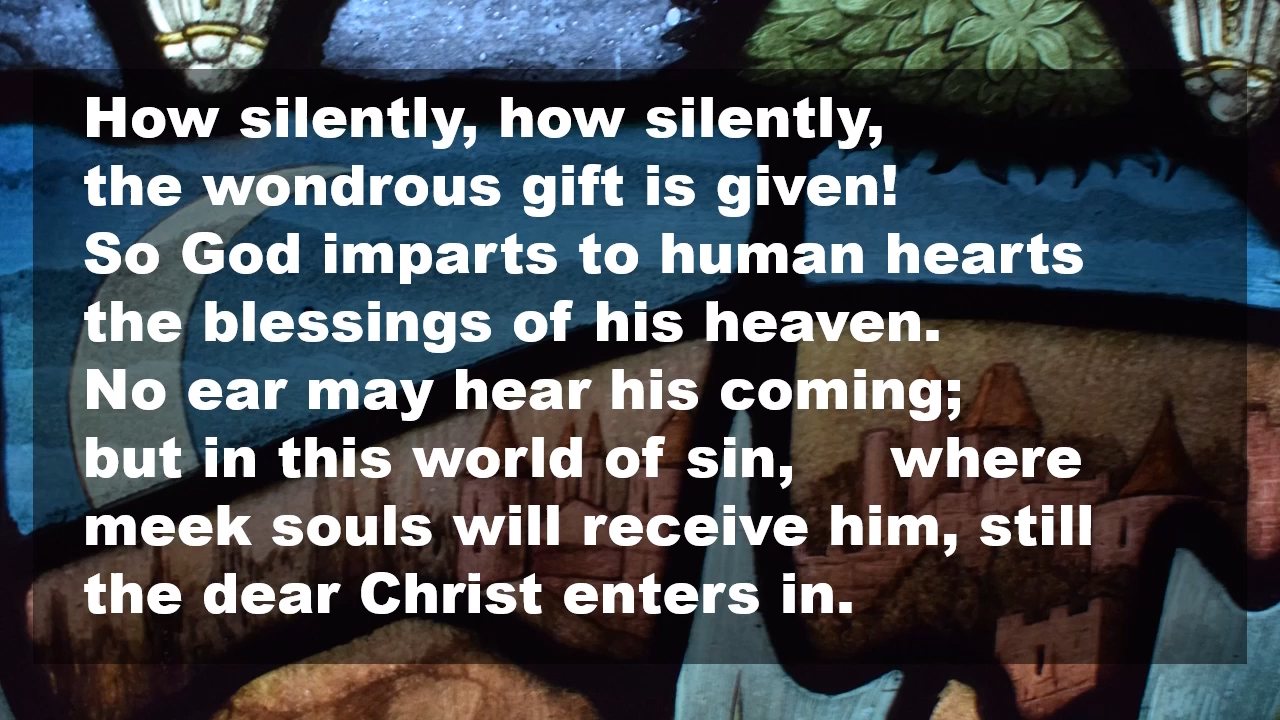 How silently, how silently,
the wondrous gift is given!
So God imparts to human hearts
the blessings of his heaven.
No ear may hear his coming;
but in this world of sin, where
meek souls will receive him, still
the dear Christ enters in.